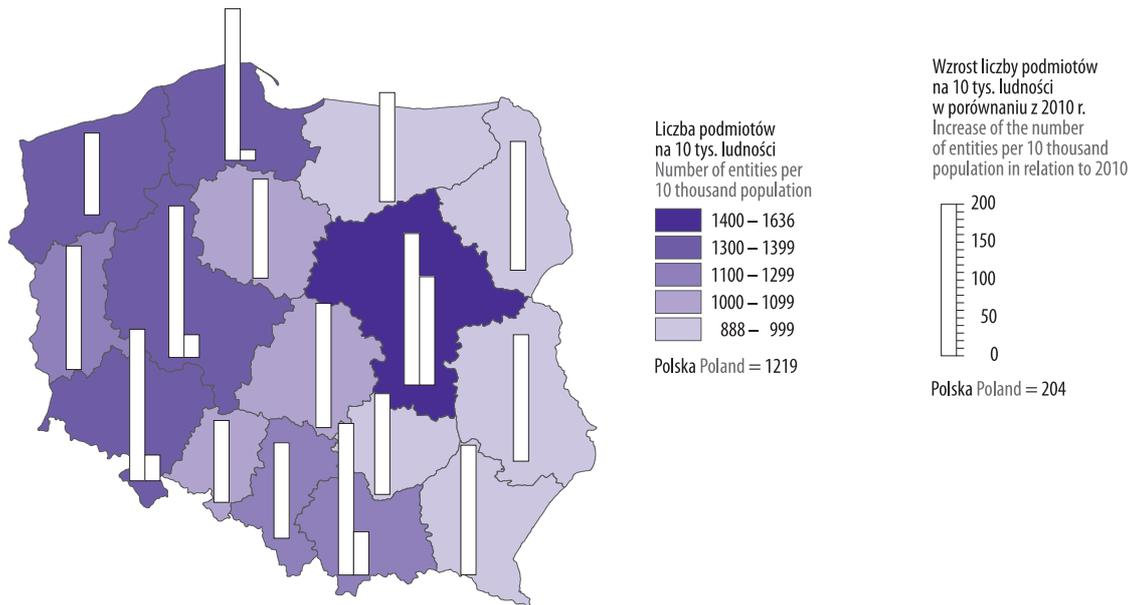 Liczba podmiotów
na 10 tys. ludności
Number of entities per
10 thousand population
1400 – 1636
1300 – 1399
1100 – 1299
1000 – 1099
888 – 999
Polska Poland = 1219
Wzrost liczby podmiotów
na 10 tys. ludności
w porównaniu z 2010 r.
Increase of the number
of entities per 10 thousand
population in relation to 2010
200
150
100
50
0
Polska Poland = 204